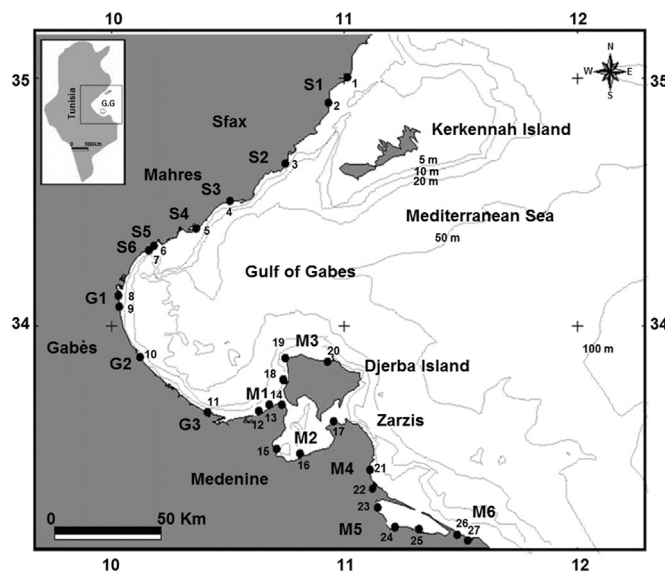 10 11 12
35 35
34 34
10 11 12
N
W E
S
Tunisia
G.G
0 100Km
S1
1
2
Sfax
S2
3
Kerkennah Island
5 m
10 m
20 m
Mahres
S3
4
Mediterranean Sea
50 m
S4
5
S5
6
S6
7
Gulf of Gabes
G1
8
9
Gabès
G2
10
100 m
19
M3
20
Djerba Island
18
M1
14
11
G3
12
13
Zarzis
17
M2
15
16
Medenine
M4
21
22
23
M5
24
25
M6
26
27
0 50 Km